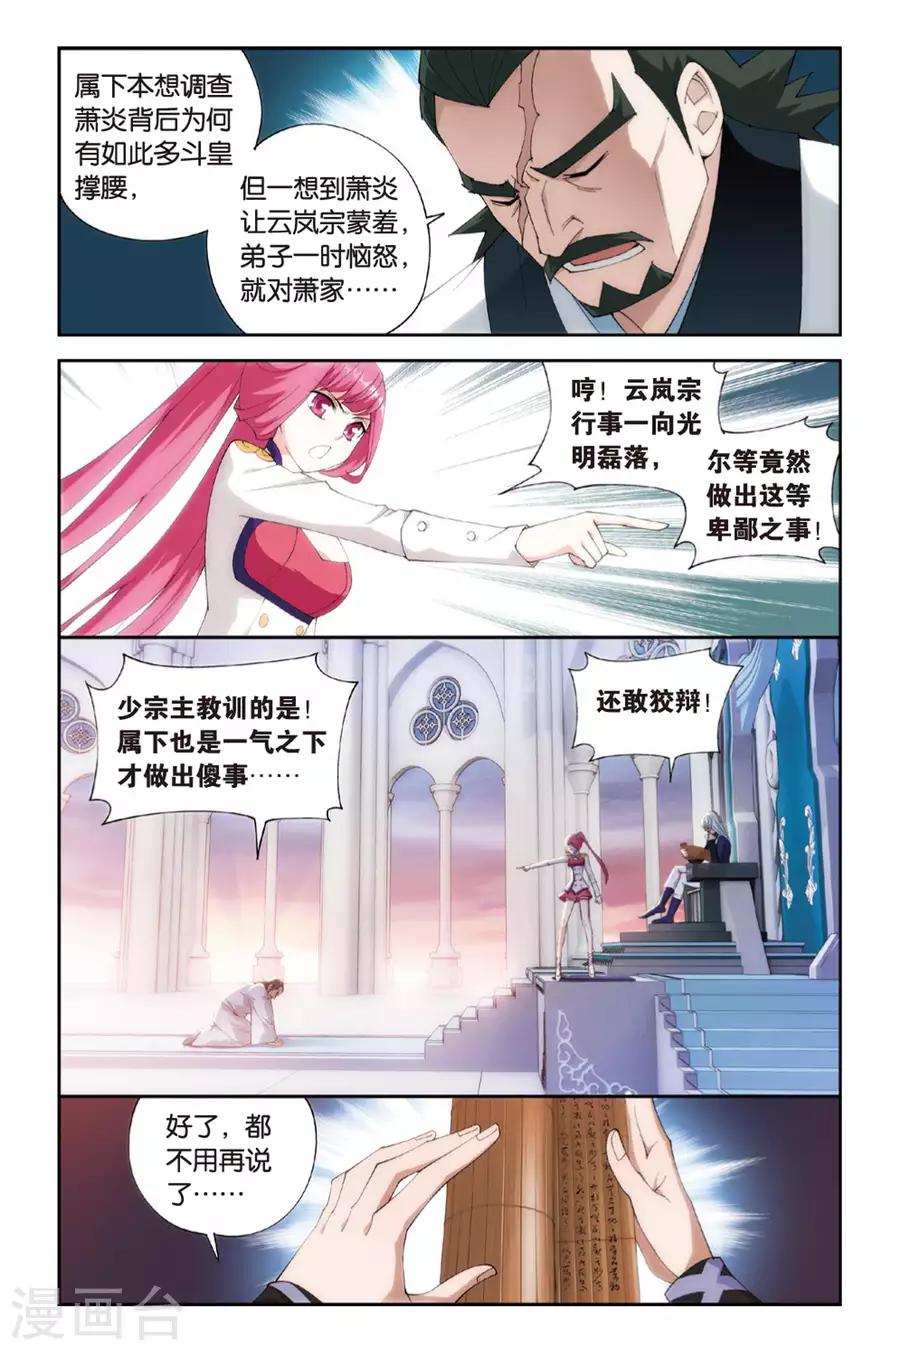 属下本想调查
萧炎背后为何
有如此多斗皇
撑腰，
但一想到萧炎
让云岚宗蒙羞，
弟子一时恼怒，
就对萧家……
哼！云岚宗
行事一向光
明磊落，
尔等竟然
做出这等
卑鄙之事！
少宗主教训的是！
属下也是一气之下
才做出傻事……
还敢狡辩！
好了，都
不用再说
了……
漫画台